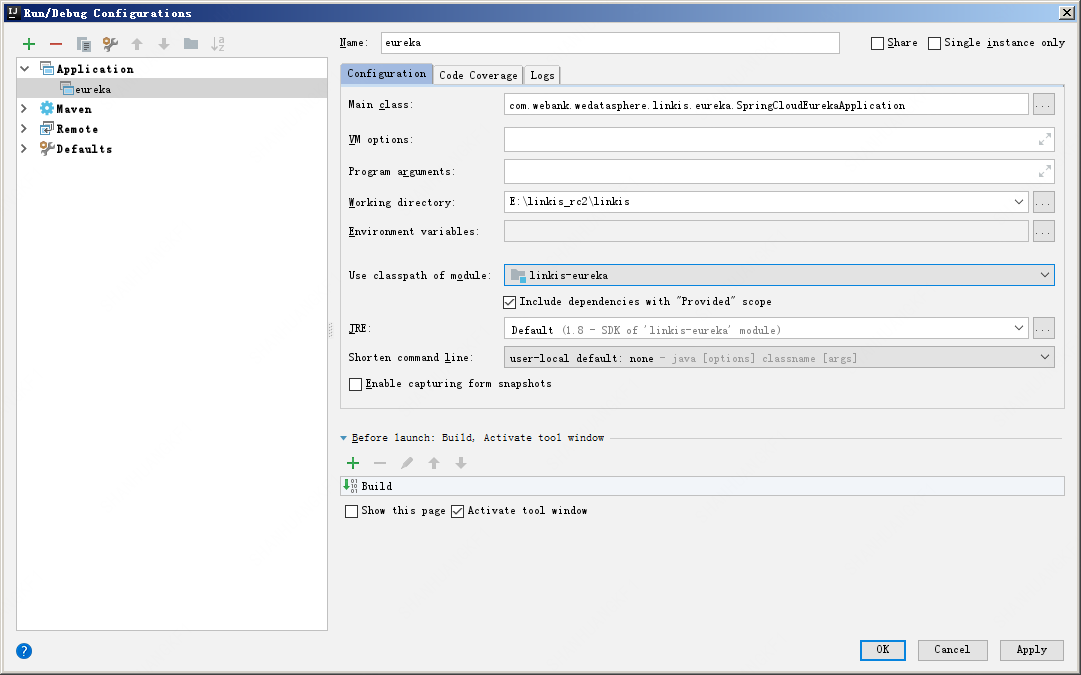 Run/Debug Configurations
Name: eureka Share Single instance only
Application
eureka
Maven
Remote
Defaults
Configuration Code Coverage Logs
Main class: com.webank.wedatasphere.linkis.eureka.SpringCloudEurekaApplication ...
VM options:
Program arguments:
Working directory: E:\linkis_rc2\linkis ...
Environment variables: ...
Use classpath of module: linkis-eureka
Include dependencies with "Provided" scope
JRE: Default (1.8 - SDK of 'linkis-eureka' module) ...
Shorten command line: user-local default: none - java [options] classname [args]
Enable capturing form snapshots
Before launch: Build, Activate tool window
Build
Show this page Activate tool window
? OK Cancel Apply